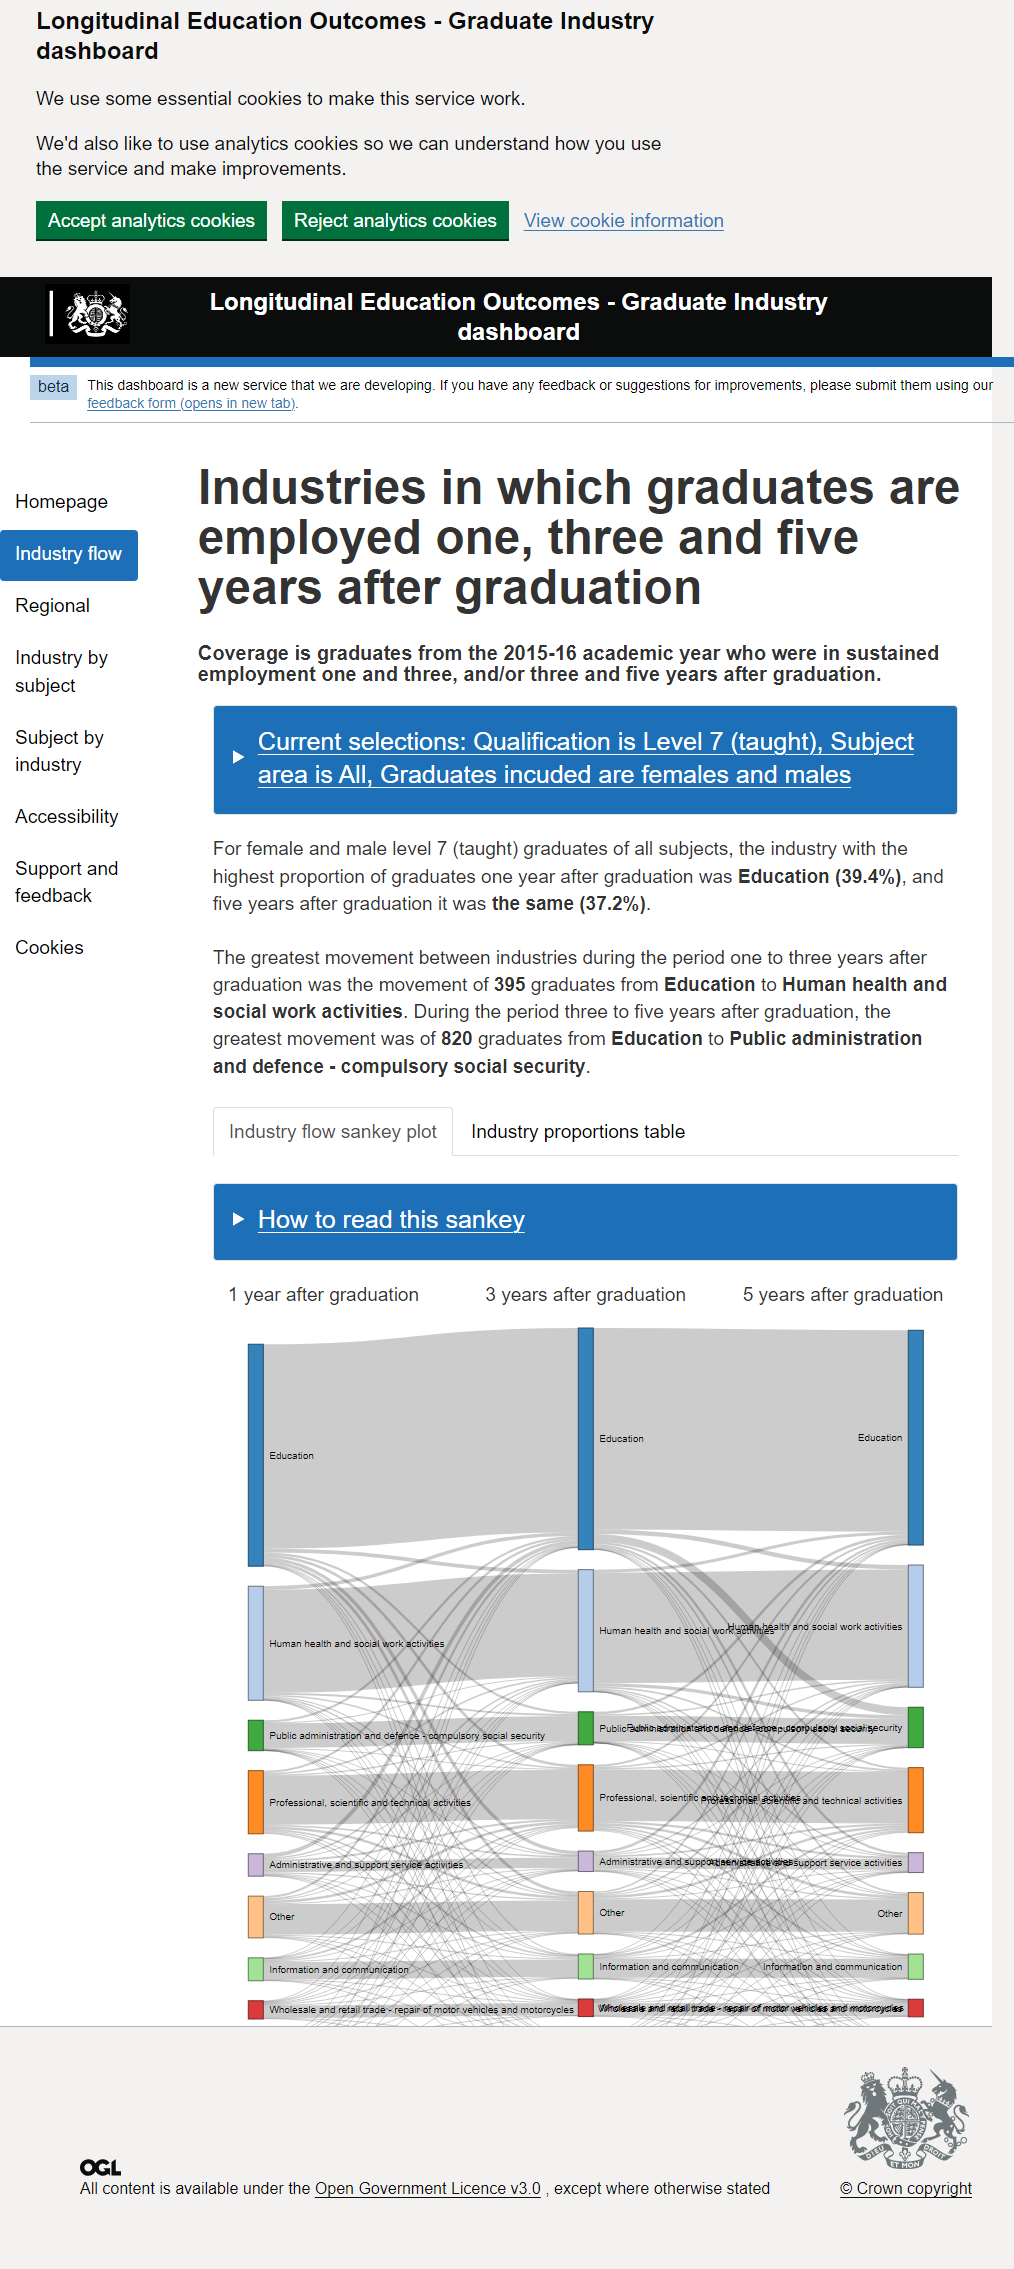 Longitudinal Education Outcomes - Graduate Industry
dashboard
We use some essential cookies to make this service work.
We'd also like to use analytics cookies so we can understand how you use
the service and make improvements.
Accept analytics cookies
Reject analytics cookies
View cookie information
Longitudinal Education Outcomes - Graduate Industry
dashboard
beta
This dashboard is a new service that we are developing. If you have any feedback or suggestions for improvements, please submit them using our
feedback form (opens in new tab).
Homepage
Industry flow
Regional
Industry by
subject
Subject by
industry
Accessibility
Support and
feedback
Cookies
Industries in which graduates are
employed one, three and five
years after graduation
Coverage is graduates from the 2015-16 academic year who were in sustained
employment one and three, and/or three and five years after graduation.
Current selections: Qualification is Level 7 (taught), Subject
area is All, Graduates incuded are females and males
For female and male level 7 (taught) graduates of all subjects, the industry with the
highest proportion of graduates one year after graduation was Education (39.4%), and
five years after graduation it was the same (37.2%).
The greatest movement between industries during the period one to three years after
graduation was the movement of 395 graduates from Education to Human health and
social work activities. During the period three to five years after graduation, the
greatest movement was of 820 graduates from Education to Public administration
and defence - compulsory social security.
Industry flow sankey plot
Industry proportions table
How to read this sankey
1 year after graduation
3 years after graduation
5 years after graduation
Education
Education
Education
Human health and social work activities
Human health and social work activities
Human health and social work activities
Public administration and defence - compulsory social security
Public administration and defence - compulsory social security
Public administration and defence - compulsory social security
Professional, scientific and technical activities
Professional, scientific and technical activities
Professional, scientific and technical activities
Administrative and support service activities
Administrative and support service activities
Administrative and support service activities
Other
Other
Other
Information and communication
Information and communication
Information and communication
Wholesale and retail trade - repair of motor vehicles and motorcycles
Wholesale and retail trade - repair of motor vehicles and motorcycles
Wholesale and retail trade - repair of motor vehicles and motorcycles
DIEU ET MON DROIT
OGL
All content is available under the Open Government Licence v3.0 , except where otherwise stated
© Crown copyright